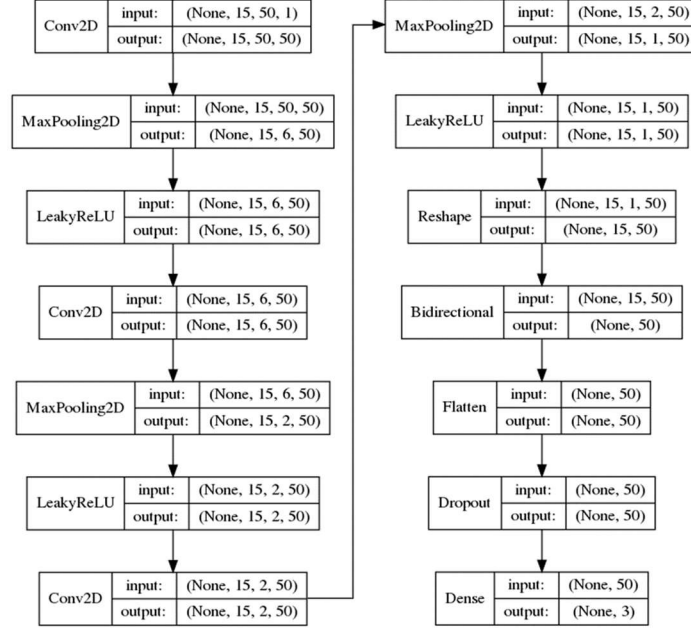 Conv2D
input: (None, 15, 50, 1)
output: (None, 15, 50, 50)
MaxPooling2D
input: (None, 15, 50, 50)
output: (None, 15, 6, 50)
LeakyReLU
input: (None, 15, 6, 50)
output: (None, 15, 6, 50)
Conv2D
input: (None, 15, 6, 50)
output: (None, 15, 6, 50)
MaxPooling2D
input: (None, 15, 6, 50)
output: (None, 15, 2, 50)
LeakyReLU
input: (None, 15, 2, 50)
output: (None, 15, 2, 50)
Conv2D
input: (None, 15, 2, 50)
output: (None, 15, 2, 50)
MaxPooling2D
input: (None, 15, 2, 50)
output: (None, 15, 1, 50)
LeakyReLU
input: (None, 15, 1, 50)
output: (None, 15, 1, 50)
Reshape
input: (None, 15, 1, 50)
output: (None, 15, 50)
Bidirectional
input: (None, 15, 50)
output: (None, 50)
Flatten
input: (None, 50)
output: (None, 50)
Dropout
input: (None, 50)
output: (None, 50)
Dense
input: (None, 50)
output: (None, 3)